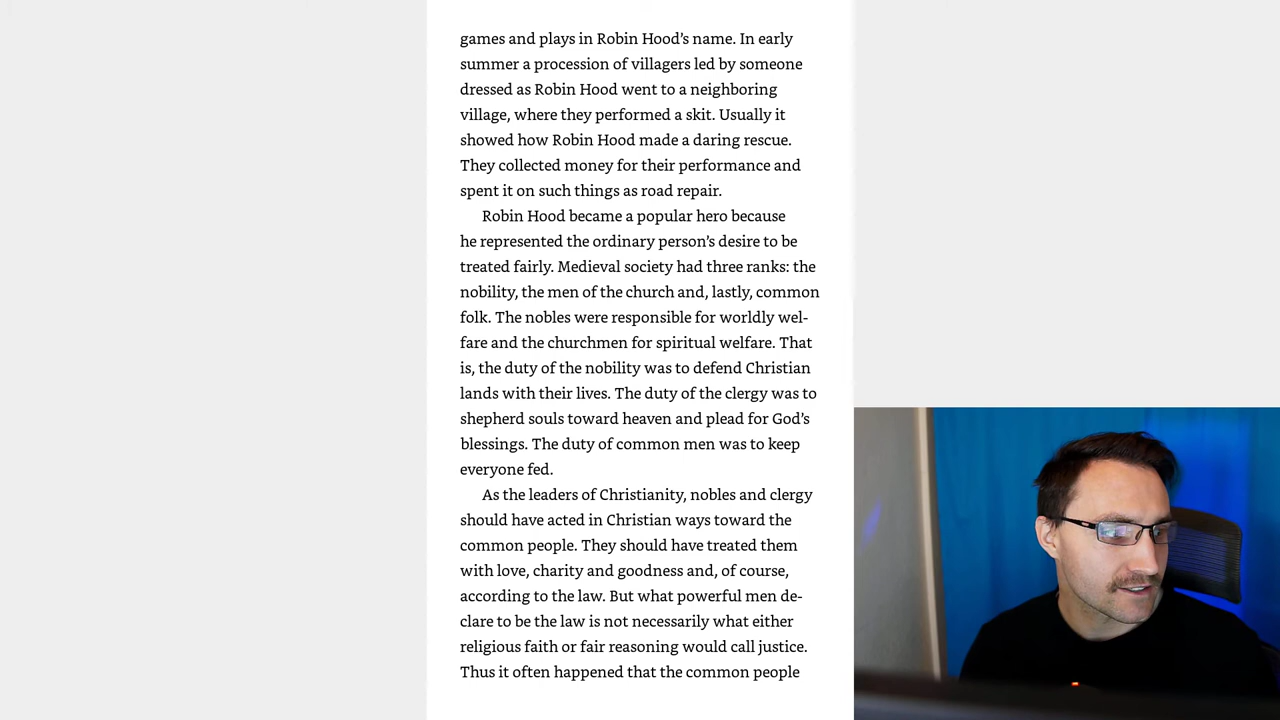 games and plays in Robin Hood’s name. In early
summer a procession of villagers led by someone
dressed as Robin Hood went to a neighboring
village, where they performed a skit. Usually it
showed how Robin Hood made a daring rescue.
They collected money for their performance and
spent it on such things as road repair.
Robin Hood became a popular hero because
he represented the ordinary person’s desire to be
treated fairly. Medieval society had three ranks: the
nobility, the men of the church and, lastly, common
folk. The nobles were responsible for worldly wel-
fare and the churchmen for spiritual welfare. That
is, the duty of the nobility was to defend Christian
lands with their lives. The duty of the clergy was to
shepherd souls toward heaven and plead for God’s
blessings. The duty of common men was to keep
everyone fed.
As the leaders of Christianity, nobles and clergy
should have acted in Christian ways toward the
common people. They should have treated them
with love, charity and goodness and, of course,
according to the law. But what powerful men de-
clare to be the law is not necessarily what either
religious faith or fair reasoning would call justice.
Thus it often happened that the common people